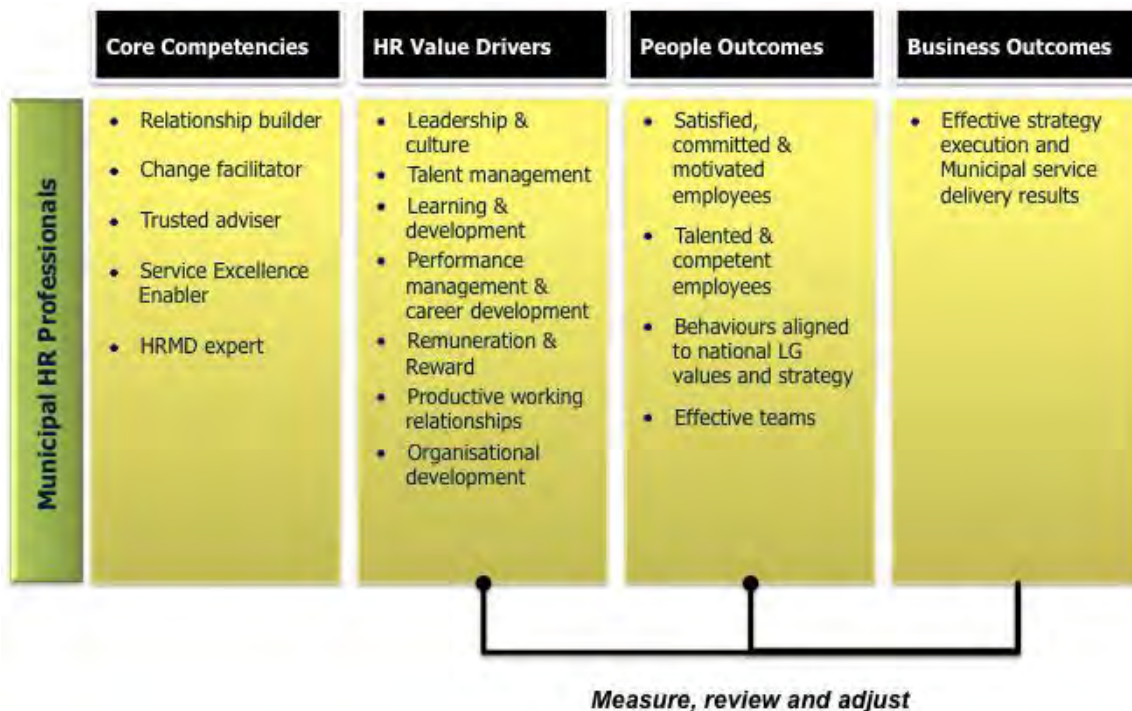 Core Competencies
HR Value Drivers
People Outcomes
Business Outcomes
Municipal HR Professionals
• Relationship builder
• Change facilitator
• Trusted adviser
• Service Excellence
Enabler
• HRMD expert
• Leadership &
culture
• Talent management
• Learning &
development
• Performance
management &
career development
• Remuneration &
Reward
• Productive working
relationships
• Organisational
development
• Satisfied,
committed &
motivated
employees
• Talented &
competent
employees
• Behaviours aligned
to national LG
values and strategy
• Effective teams
• Effective strategy
execution and
Municipal service
delivery results
Measure, review and adjust